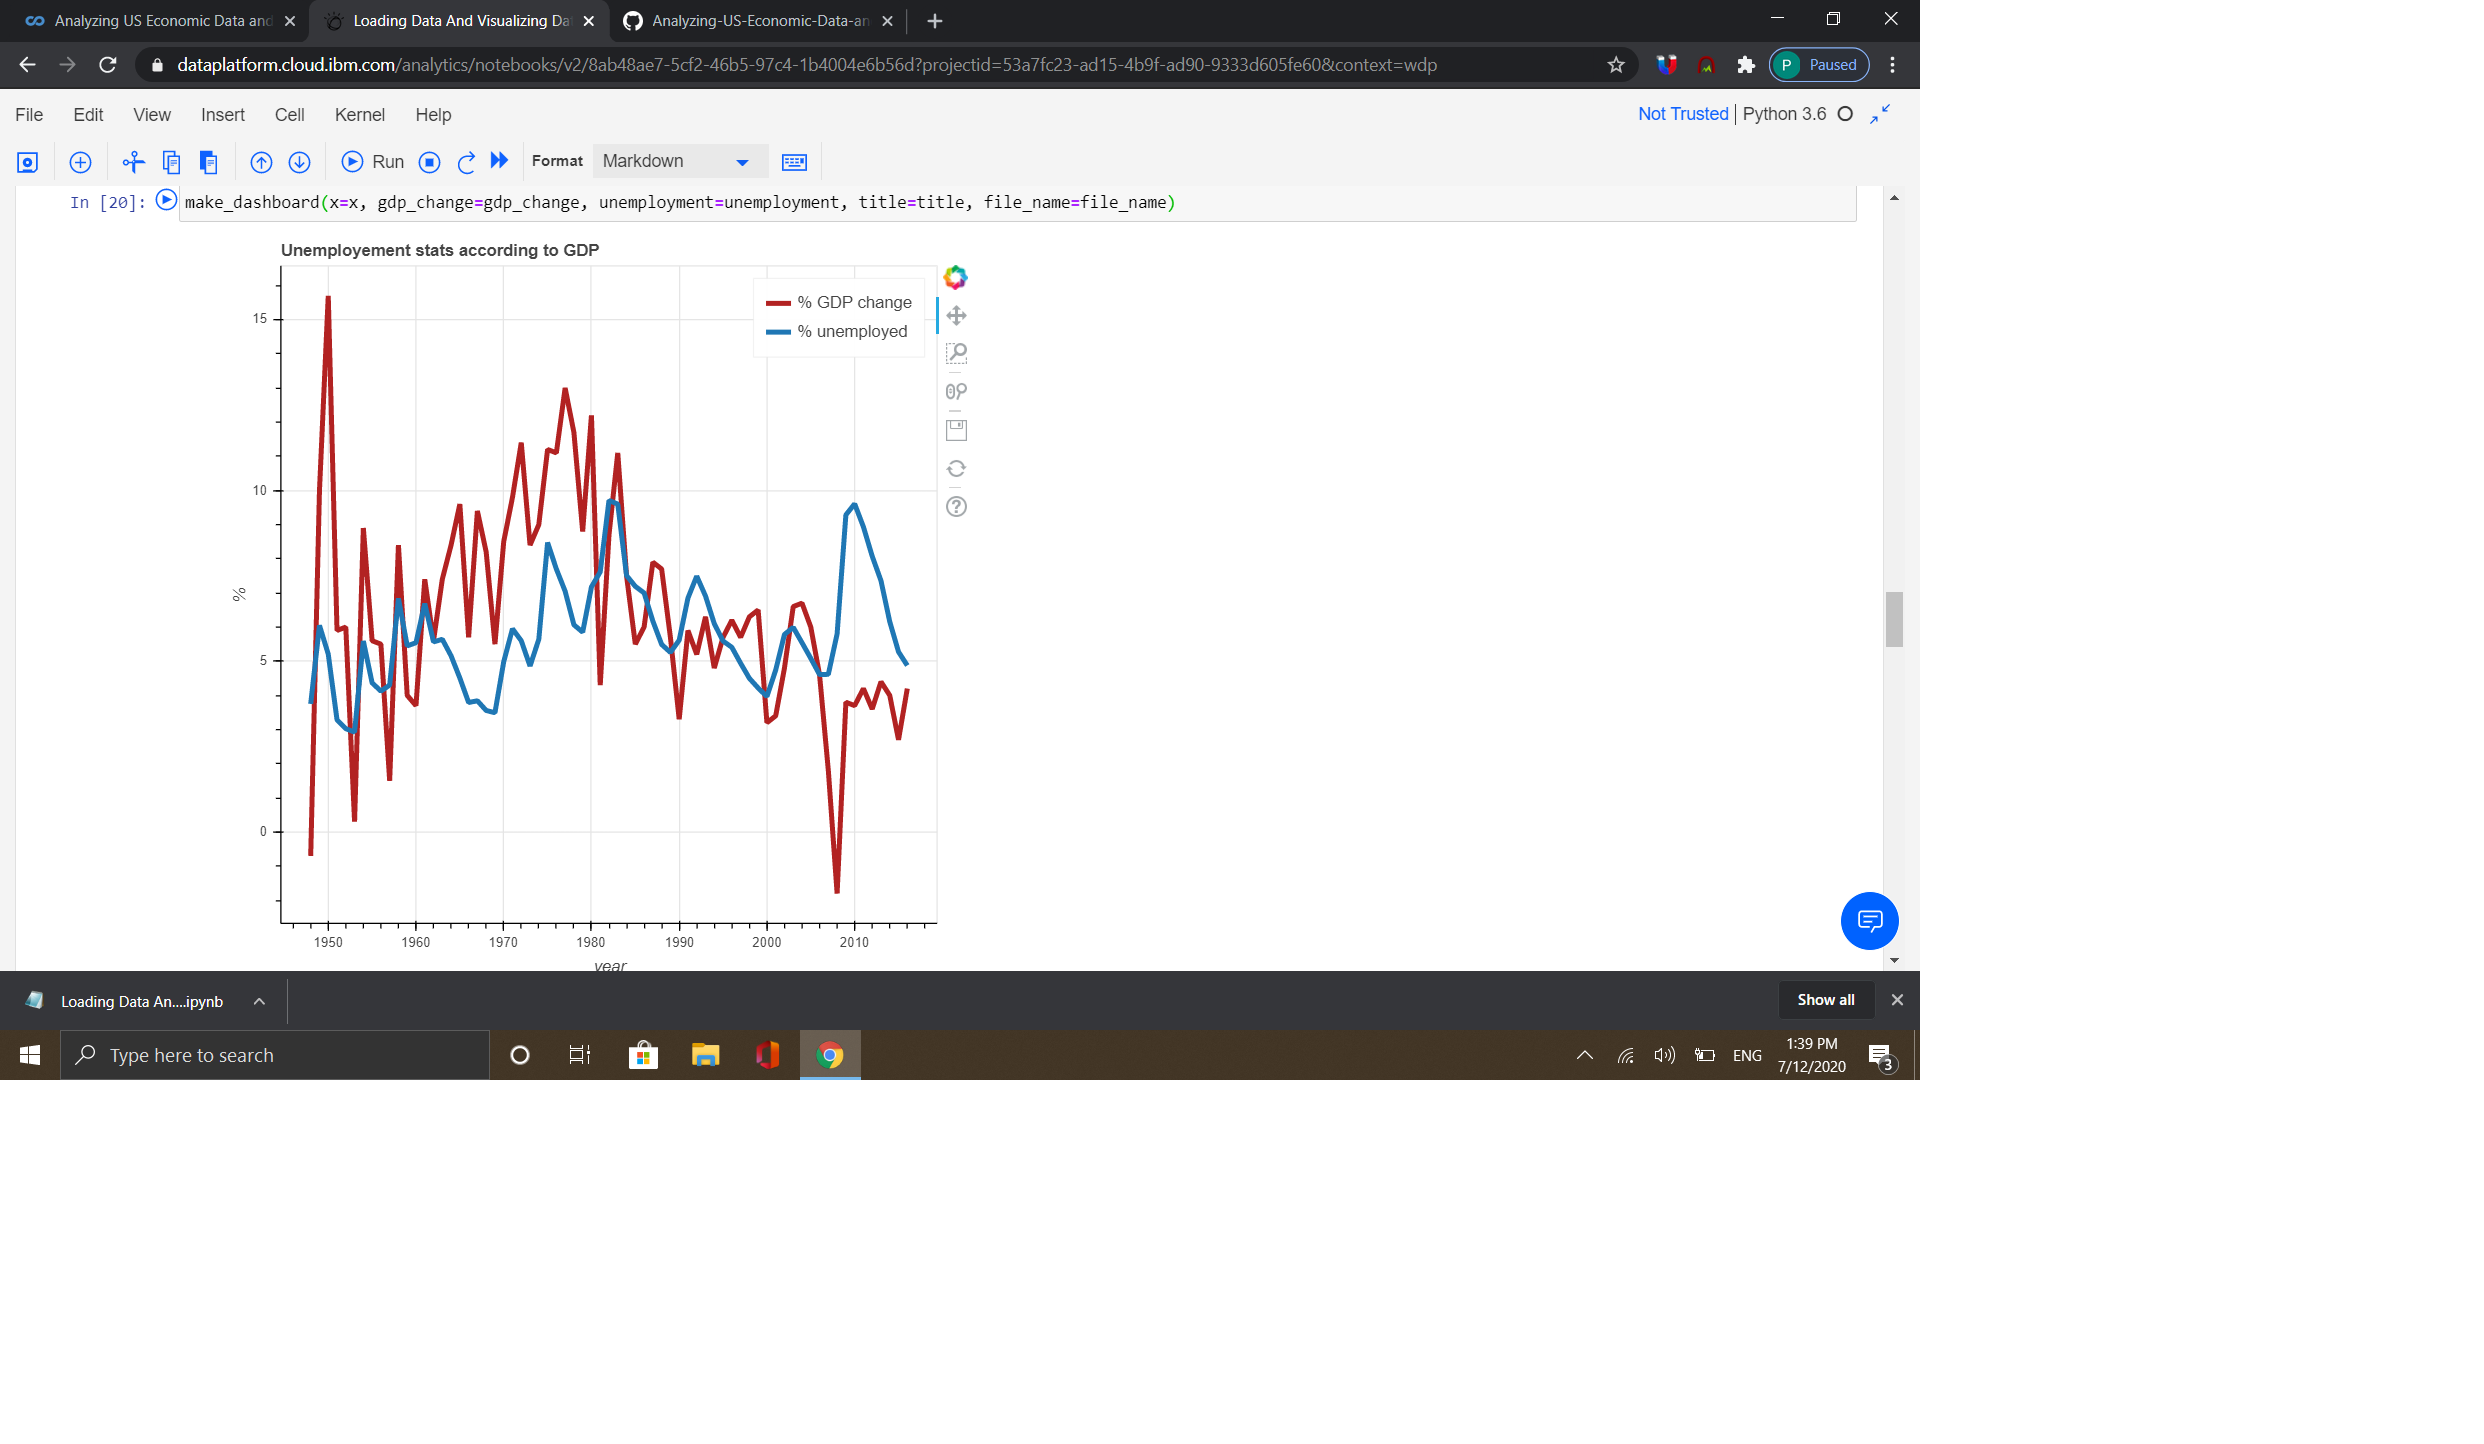 Analyzing US Economic Data and
Loading Data And Visualizing Da
Analyzing-US-Economic-Data-an
dataplatform.cloud.ibm.com/analytics/notebooks/v2/8ab48ae7-5cf2-46b5-97c4-1b4004e6b56d?projectid=53a7fc23-ad15-4b9f-ad90-9333d605fe60&context=wdp
P Paused
File Edit View Insert Cell Kernel Help
Not Trusted | Python 3.6
Run Format Markdown
In [20]: make_dashboard(x=x, gdp_change=gdp_change, unemployment=unemployment, title=title, file_name=file_name)
Unemployement stats according to GDP
% GDP change
% unemployed
15
10
5
0
%
1950 1960 1970 1980 1990 2000 2010
year
Loading Data An....ipynb
Show all
Type here to search
ENG
1:39 PM
7/12/2020
3